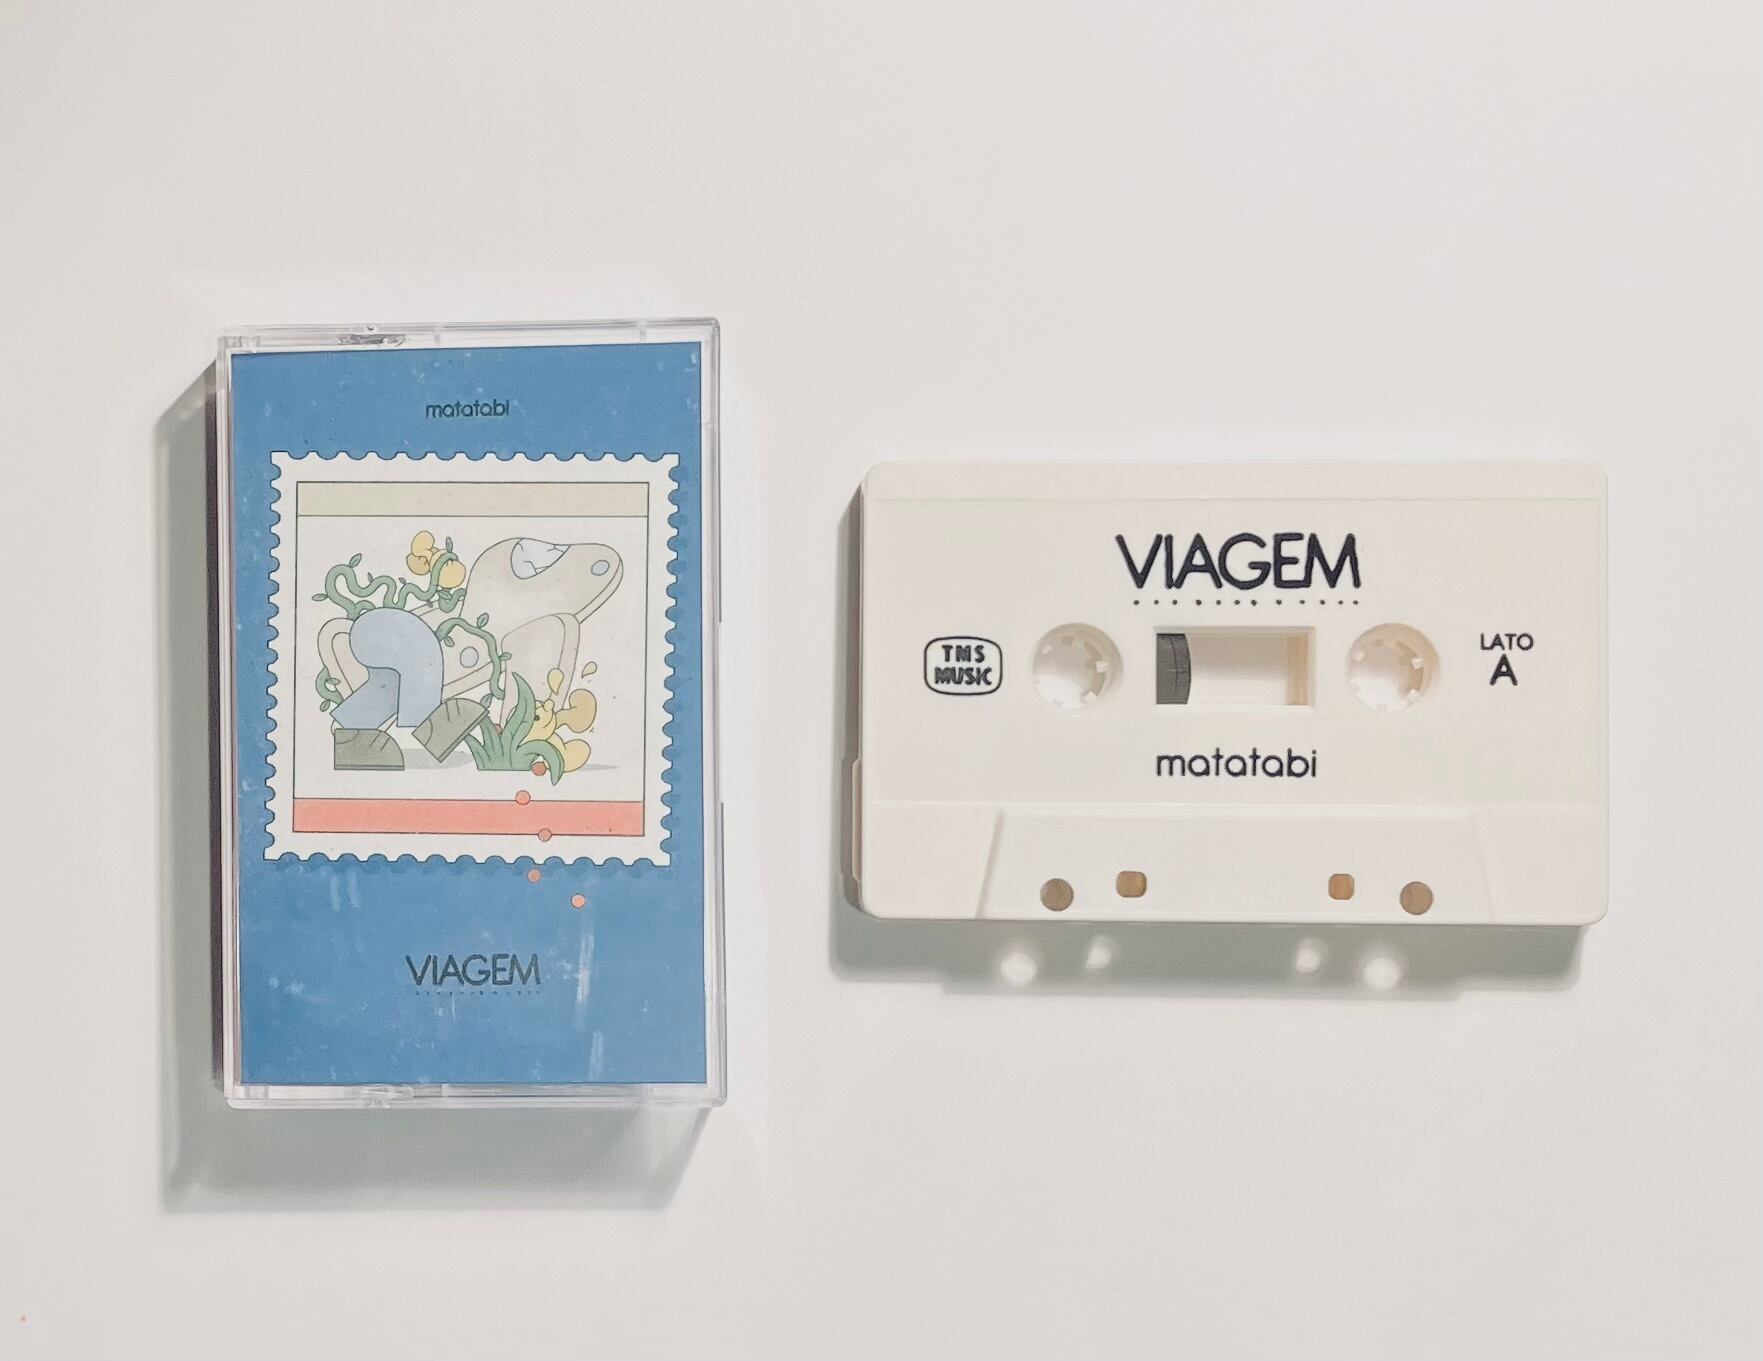 matatabi
VIAGEM
VIAGEM
TMS
MUSIC
LATO
A
matatabi